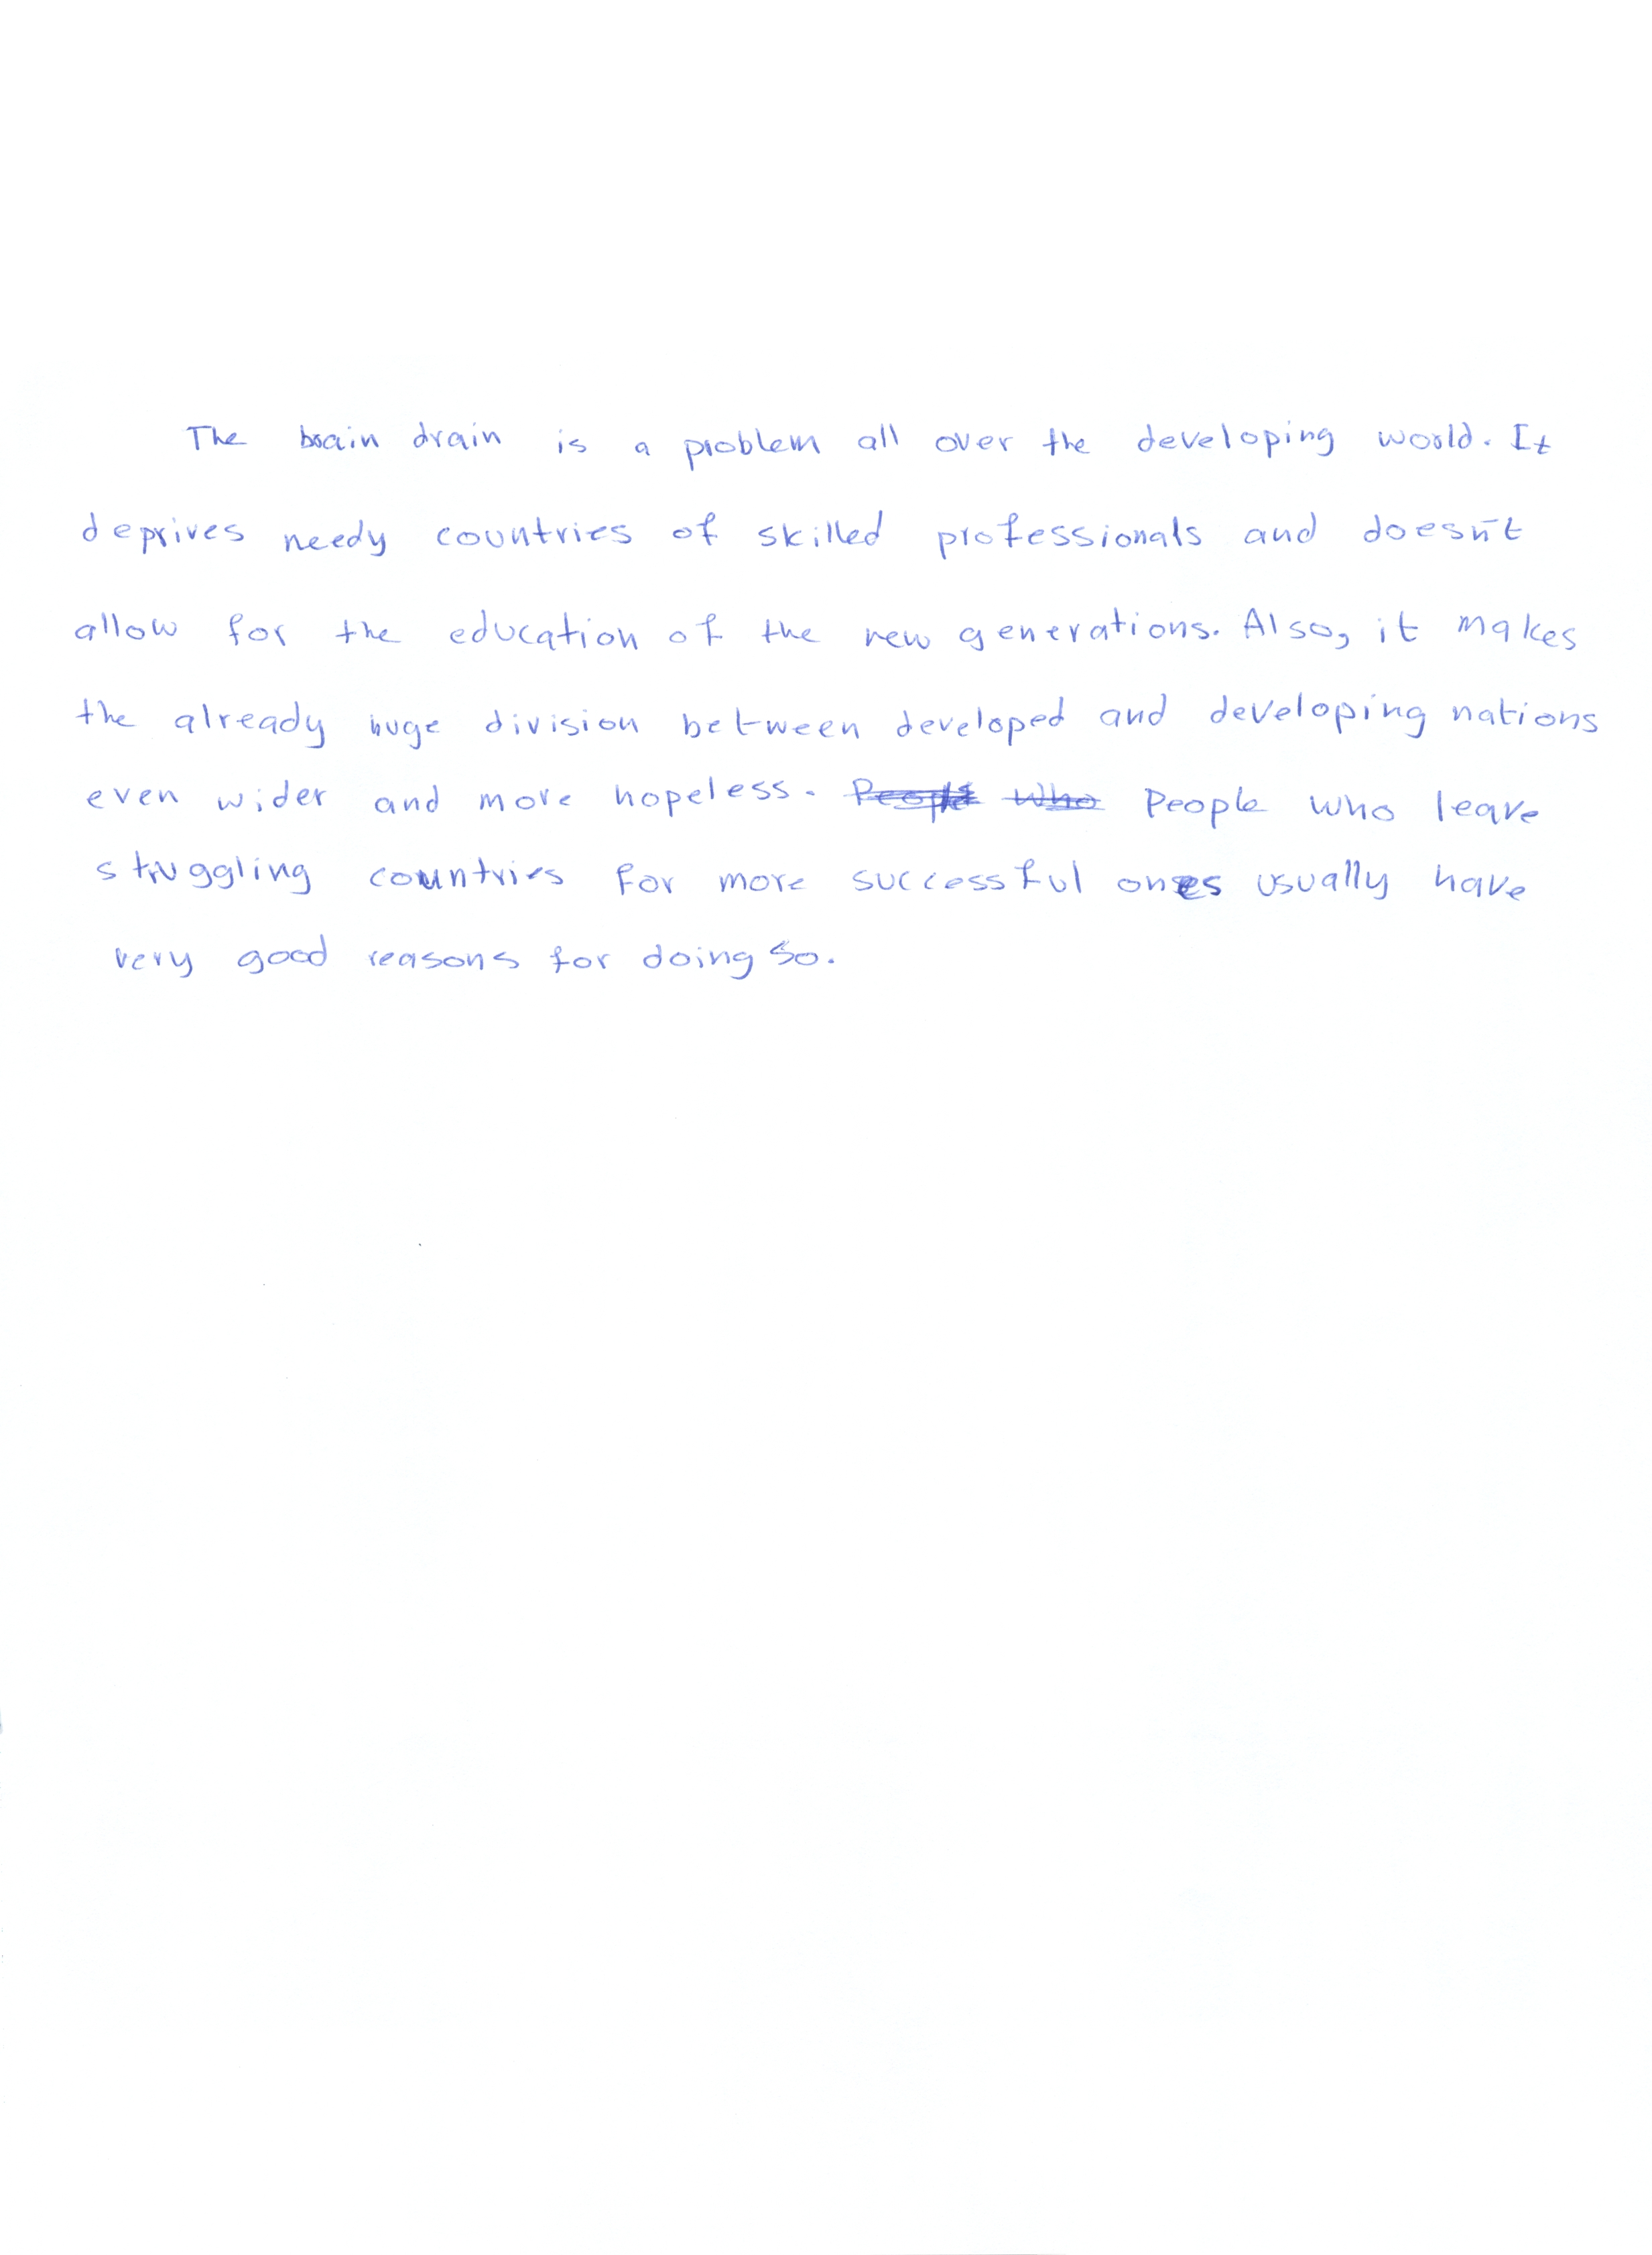 The brain drain is a problem all over the developing world. It
deprives needy countries of skilled professionals and doesn't
allow for the education of the new generations. Also, it makes
the already huge division between developed and developing nations
even wider and more hopeless. People who People who leave
struggling countries for more successful ones usually have
very good reasons for doing so.